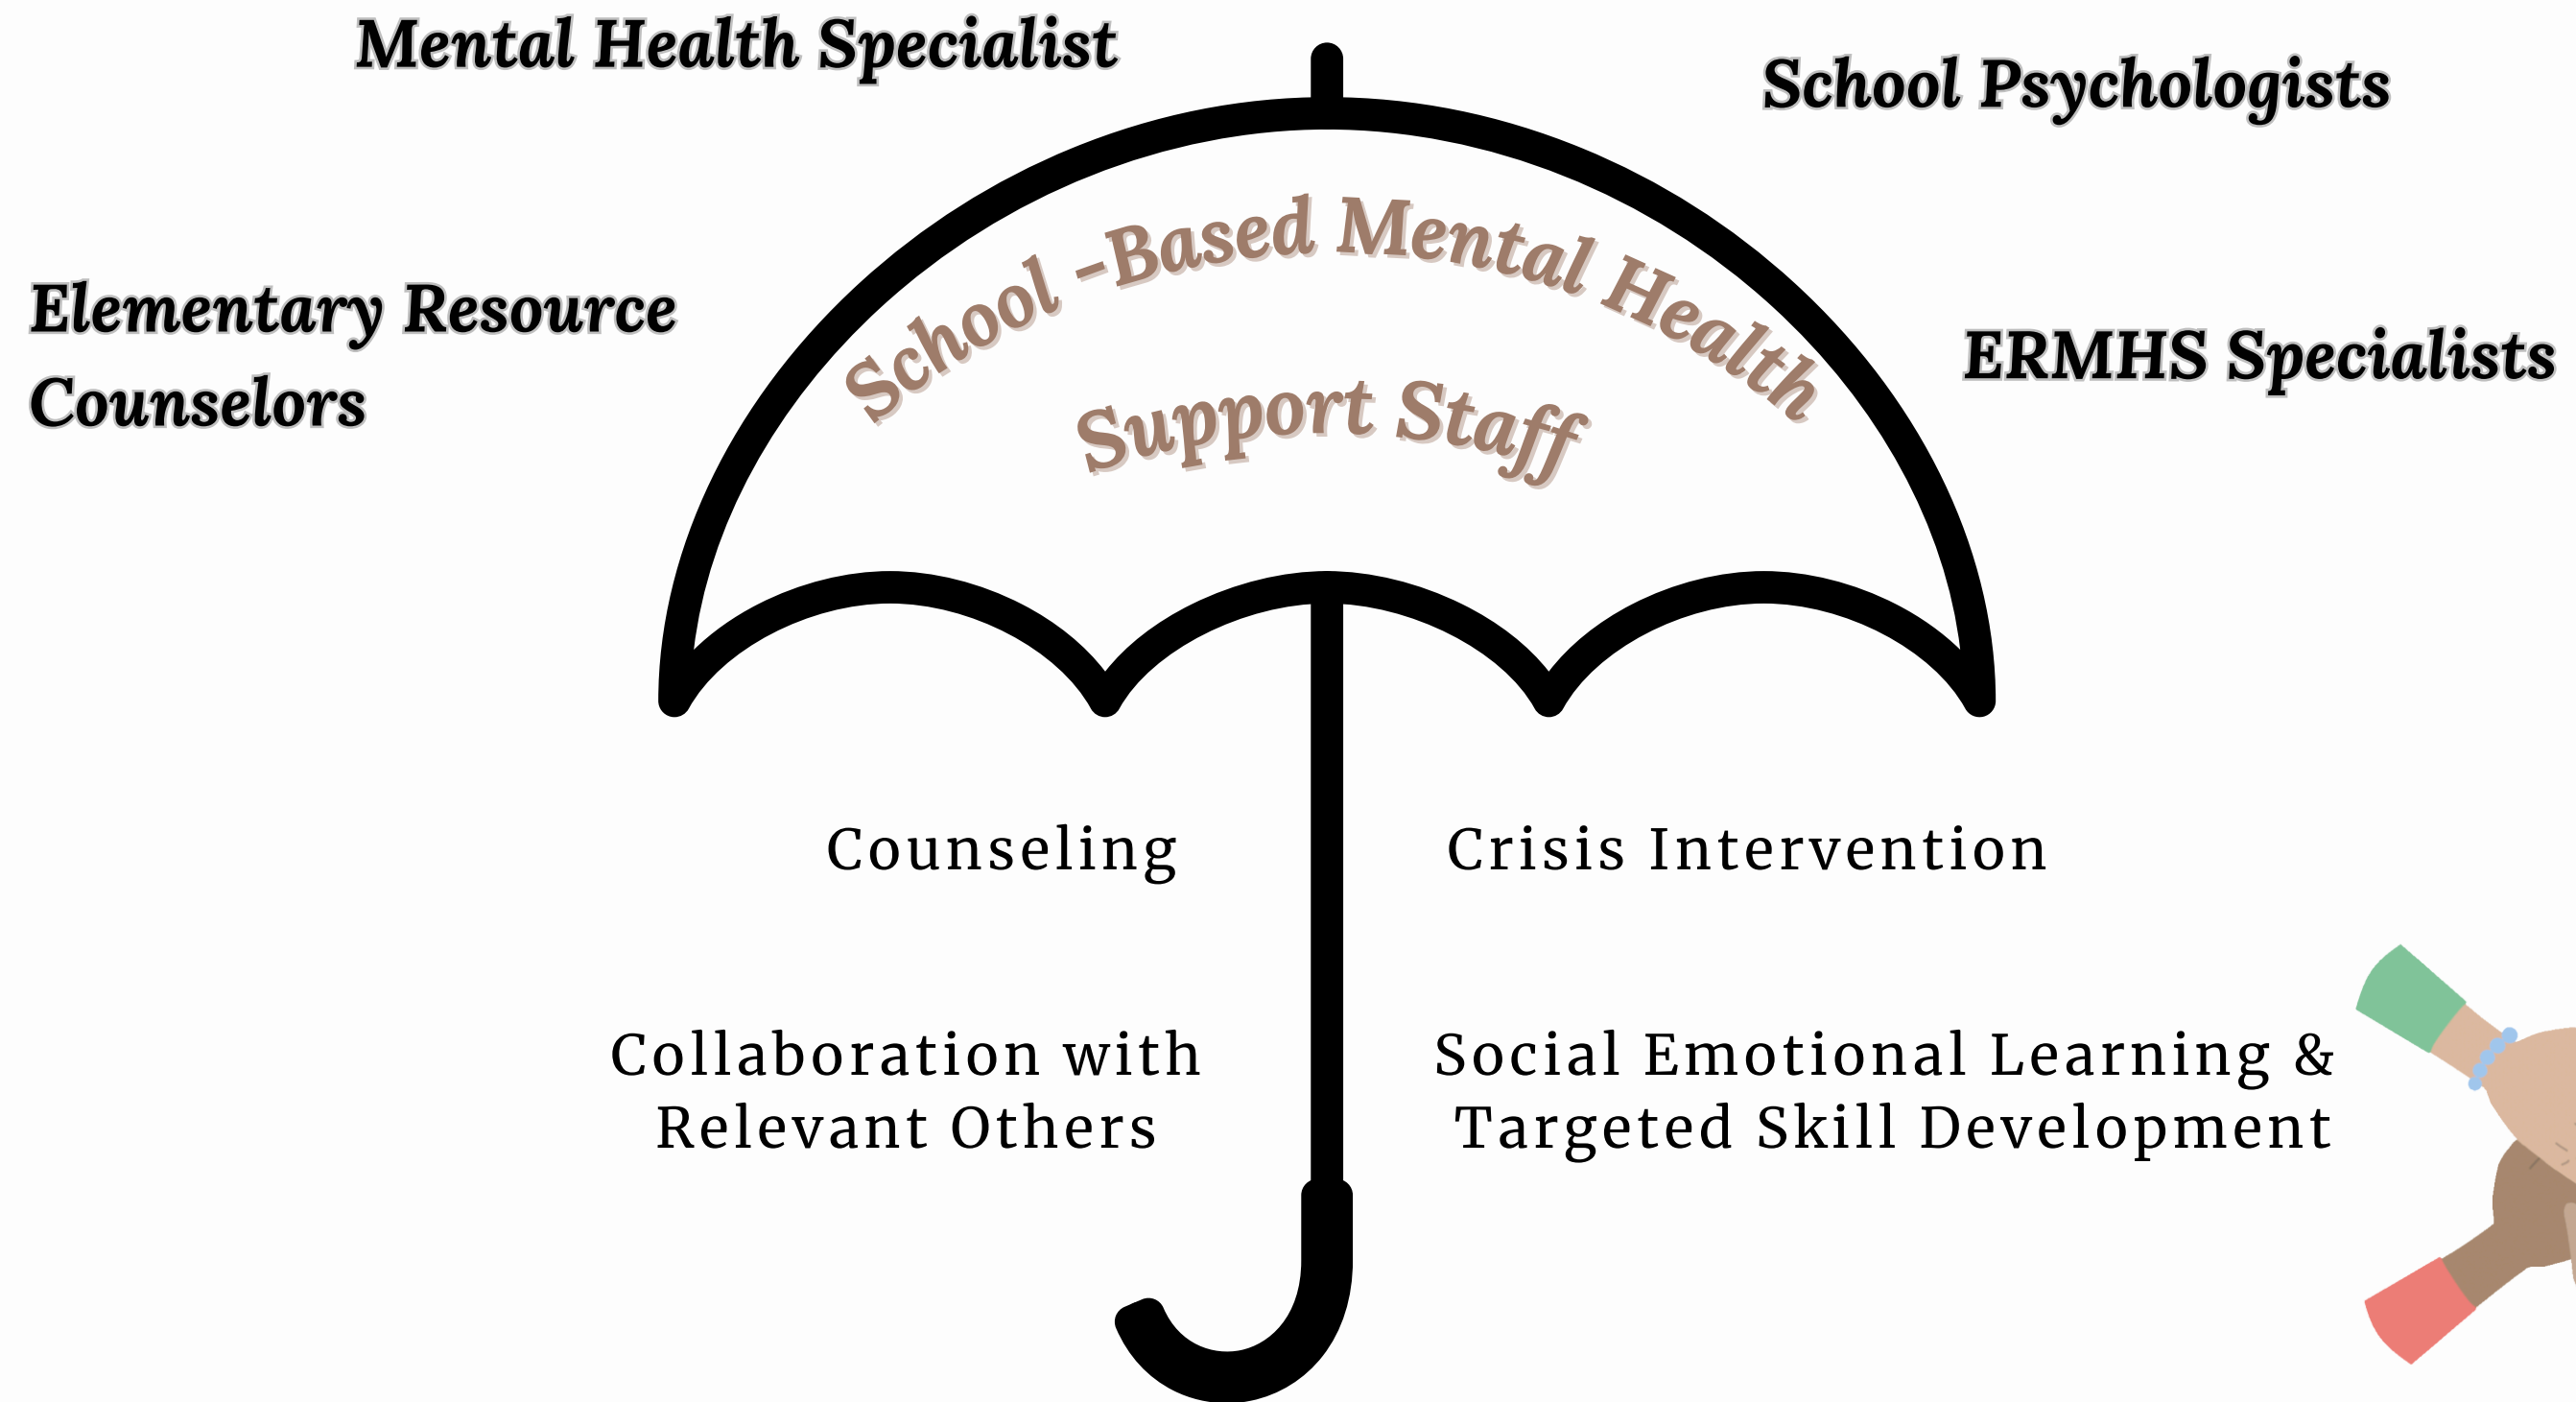 Mental Health Specialist
School Psychologists
Elementary Resource
Counselors
ERMHS Specialists
School -Based Mental Health
Support Staff
Counseling
Crisis Intervention
Collaboration with
Relevant Others
Social Emotional Learning &
Targeted Skill Development